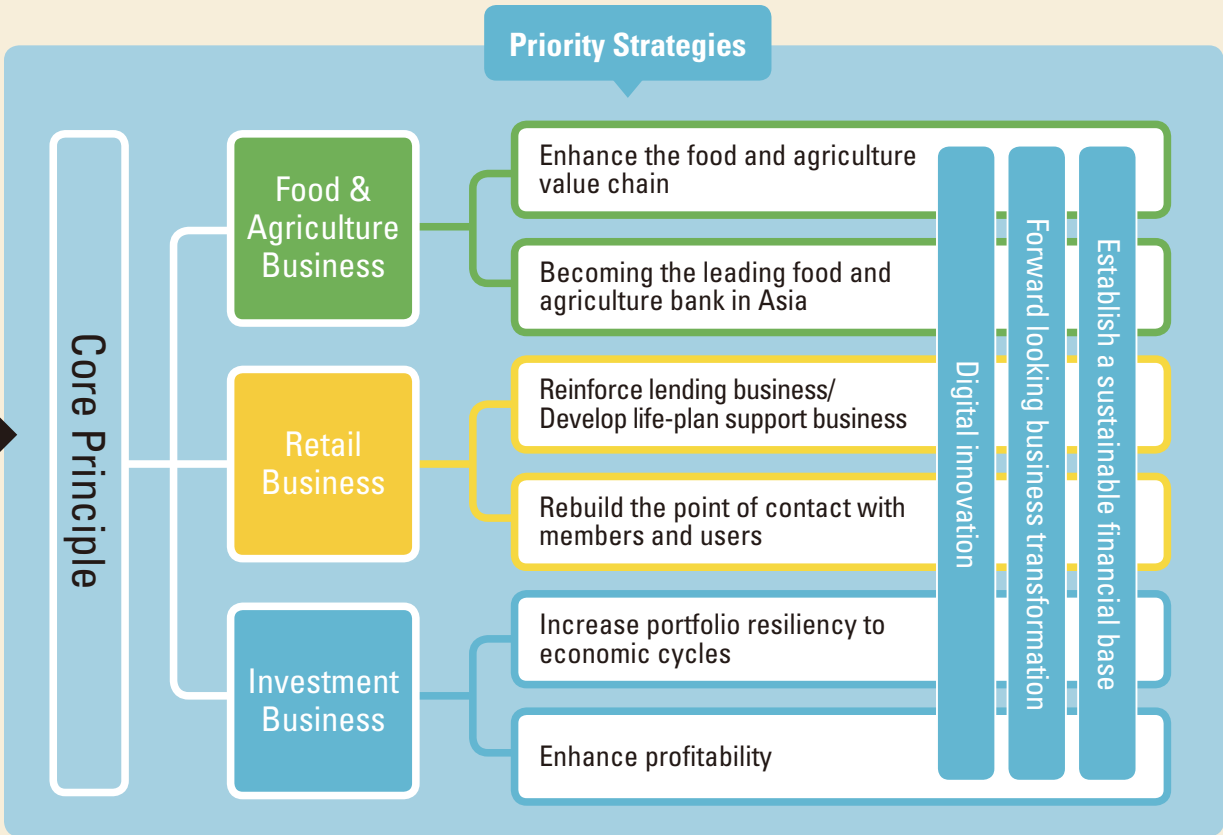 Priority Strategies
Core Principle
Food &
Agriculture
Business
Enhance the food and agriculture
value chain
Becoming the leading food and
agriculture bank in Asia
Retail
Business
Reinforce lending business/
Develop life-plan support business
Rebuild the point of contact with
members and users
Investment
Business
Increase portfolio resiliency to
economic cycles
Enhance profitability
Digital innovation
Forward looking business transformation
Establish a sustainable financial base